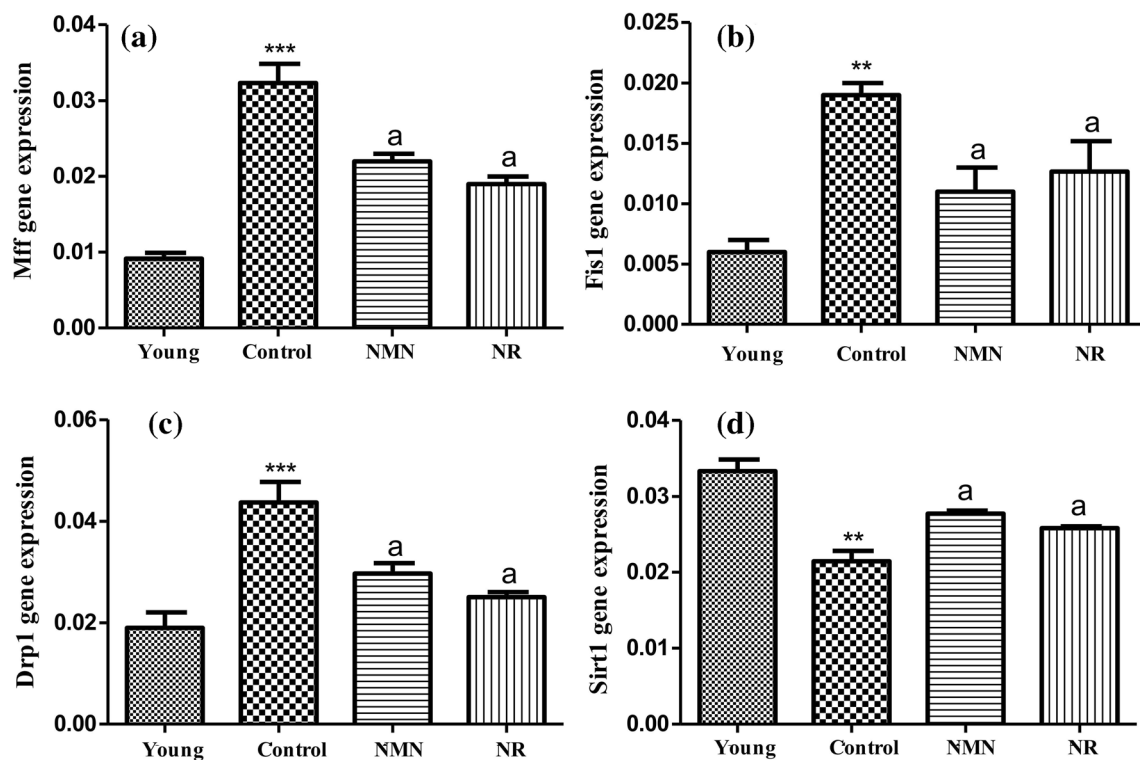 (a)
Mff gene expression
0.04
0.03
0.02
0.01
0.00
***
a
a
Young Control NMN NR
(b)
Fis1 gene expression
0.025
0.020
0.015
0.010
0.005
0.000
**
a
a
Young Control NMN NR
(c)
Drp1 gene expression
0.06
0.04
0.02
0.00
***
a
a
Young Control NMN NR
(d)
Sirt1 gene expression
0.04
0.03
0.02
0.01
0.00
**
a
a
Young Control NMN NR